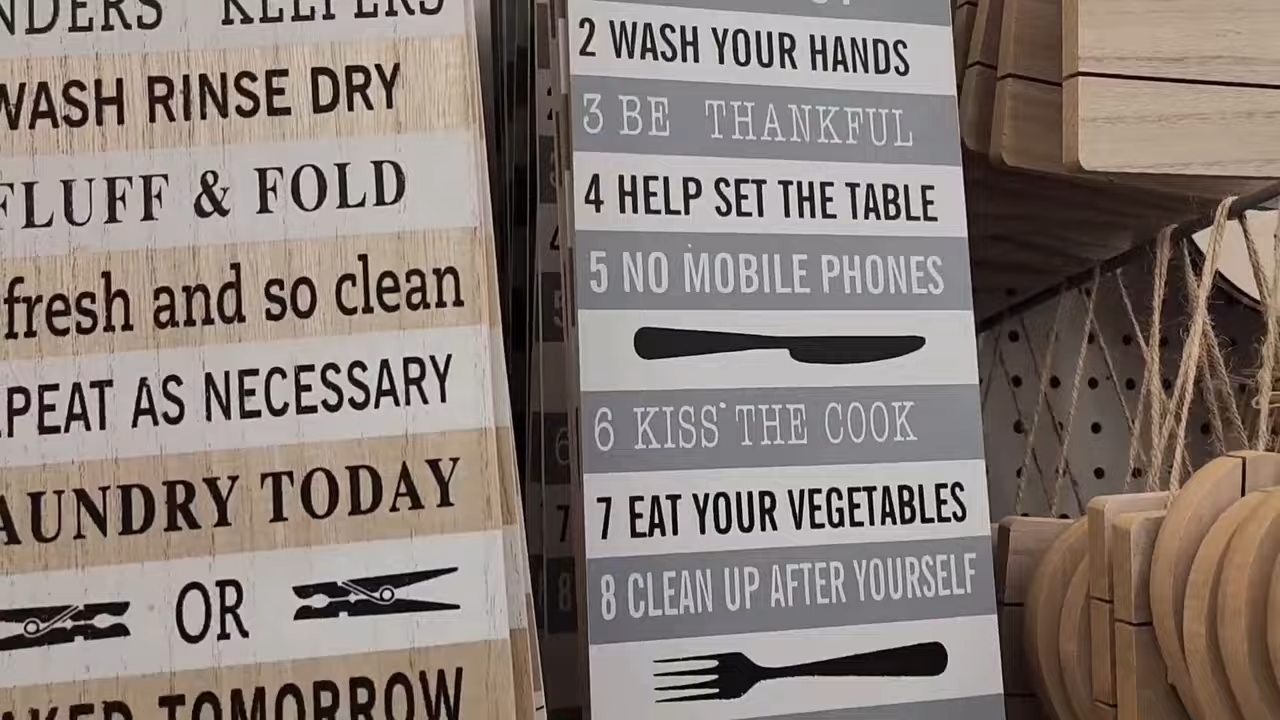 KEEPERS
WASH RINSE DRY
FLUFF & FOLD
fresh and so clean
AS NECESSARY
TODAY
OR
TOMORROW
2 WASH YOUR HANDS
3 BE THANKFUL
4 HELP SET THE TABLE
5 NO MOBILE PHONES
6 KISS THE COOK
7 EAT YOUR VEGETABLES
8 CLEAN UP AFTER YOURSELF